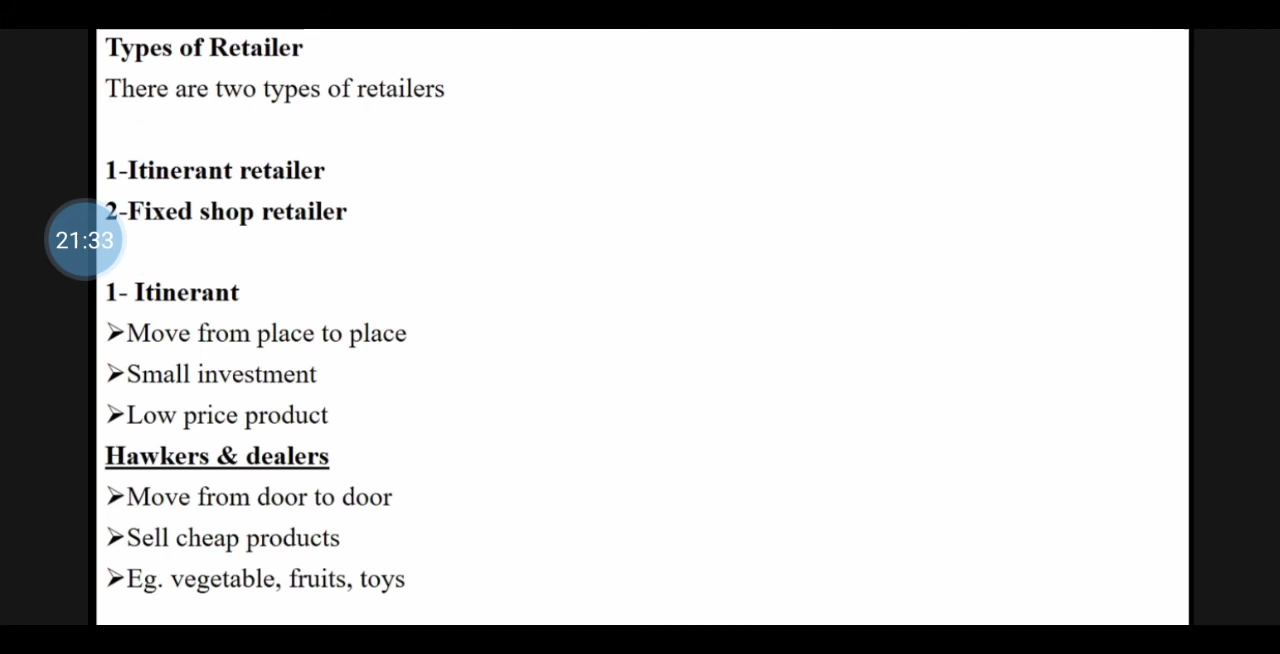 Types of Retailer
There are two types of retailers
1-Itinerant retailer
2-Fixed shop retailer
21:33
1- Itinerant
➢Move from place to place
➢Small investment
➢Low price product
Hawkers & dealers
➢Move from door to door
➢Sell cheap products
➢Eg. vegetable, fruits, toys